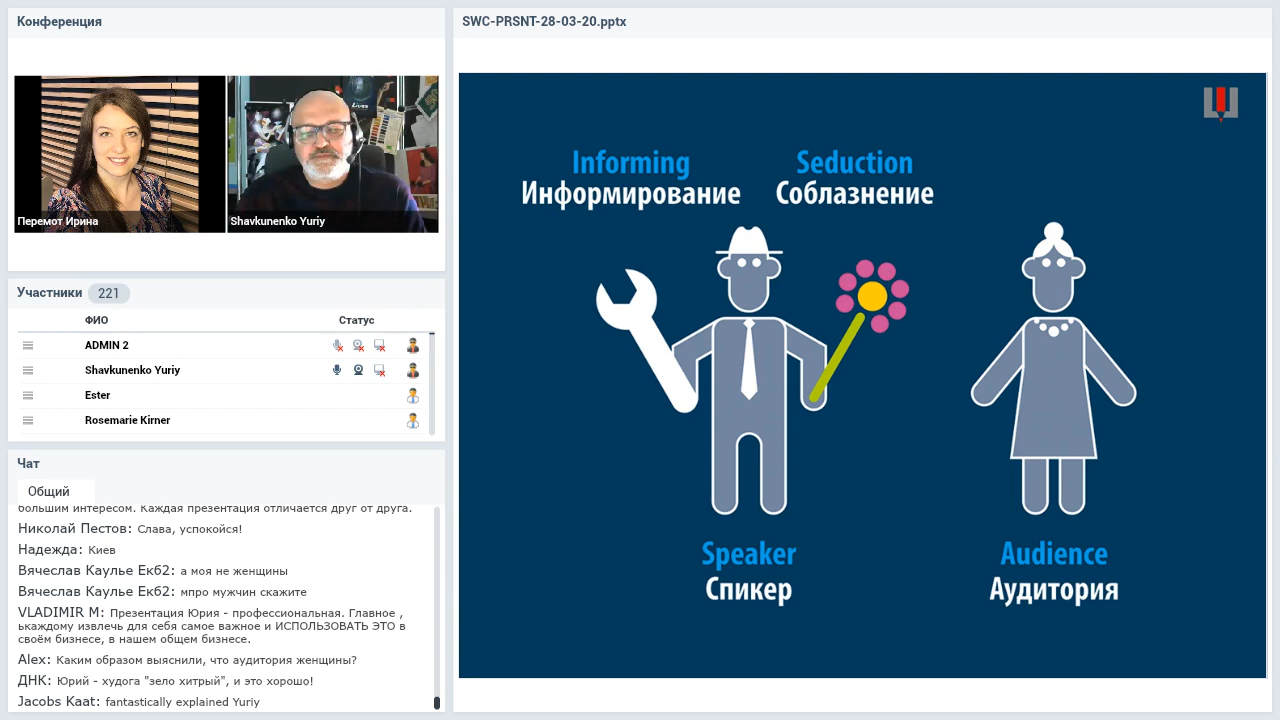 Конференция
Перемот Ирина
Shavkunenko Yuriy
Участники 221
ФИО Статус
ADMIN 2
Shavkunenko Yuriy
Ester
Rosemarie Kirner
Чат
Общий
большим интересом. Каждая презентация отличается друг от друга.
Николай Пестов: Слава, успокойся!
Надежда: Киев
Вячеслав Каулье Екб2: а моя не женщины
Вячеслав Каулье Екб2: мпро мужчин скажите
VLADIMIR M: Презентация Юрия - профессиональная. Главное ,
ькаждому извлечь для себя самое важное и ИСПОЛЬЗОВАТЬ ЭТО в
своём бизнесе, в нашем общем бизнесе.
Alex: Каким образом выяснили, что аудитория женщины?
ДНК: Юрий - худога "зело хитрый", и это хорошо!
Jacobs Kaat: fantastically explained Yuriy
SWC-PRSNT-28-03-20.pptx
Informing Seduction
Информирование Соблазнение
Speaker Audience
Спикер Аудитория